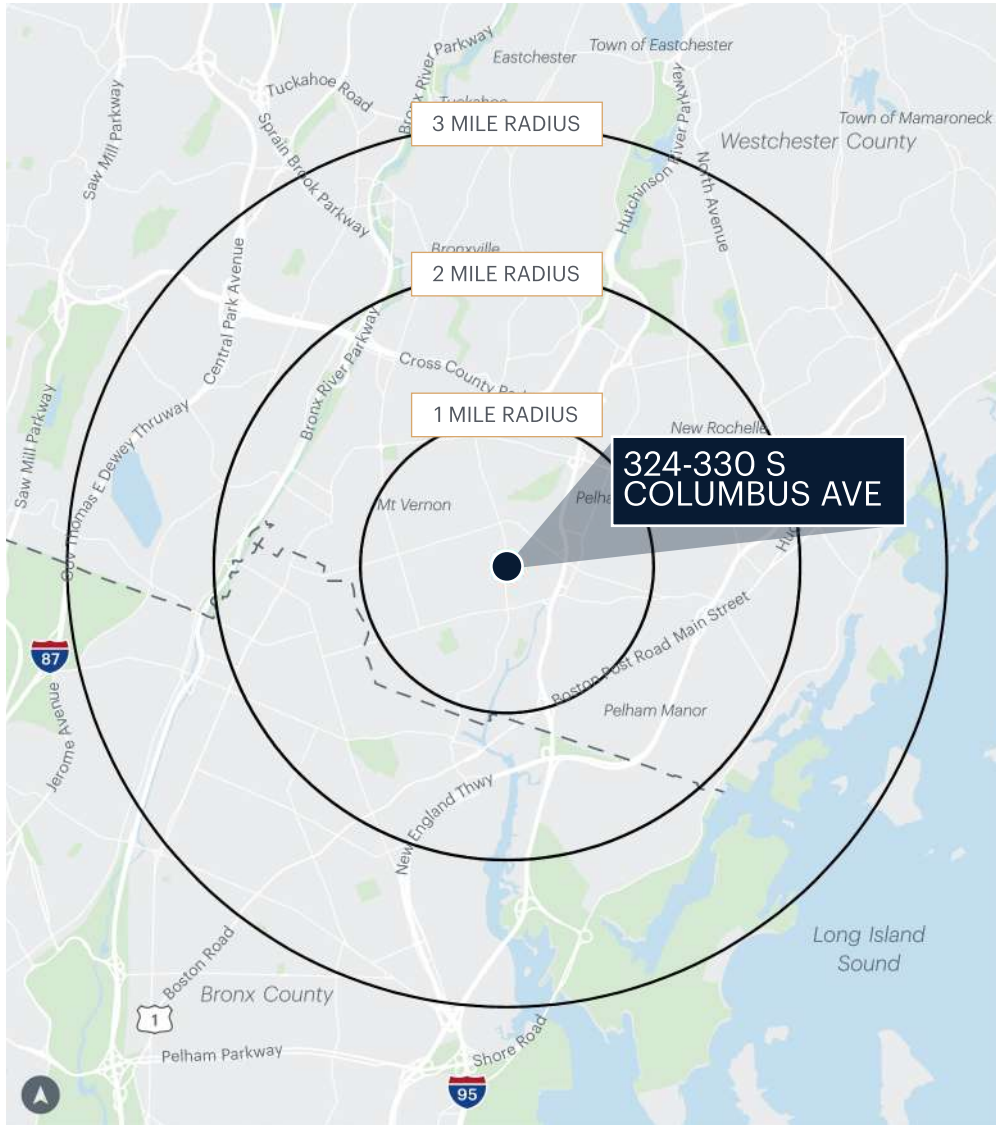 Bronx River Parkway
Eastchester
Town of Eastchester
Tuckahoe Road
Tuckahoe
Saw Mill Parkway
Sprain Brook Parkway
3 MILE RADIUS
Hutchinson River Parkway
North Avenue
Town of Mamaroneck
Westchester County
Bronxville
2 MILE RADIUS
Central Park Avenue
Bronx River Parkway
Cross County
1 MILE RADIUS
New Rochelle
Saw Mill Parkway
Gov Thomas E Dewey Thruway
Mt Vernon
324-330 S
COLUMBUS AVE
87
Jerome Avenue
Boston Post Road Main Street
Pelham Manor
New England Thwy
Long Island
Sound
Boston Road
Bronx County
1
Pelham Parkway
Shore Road
95